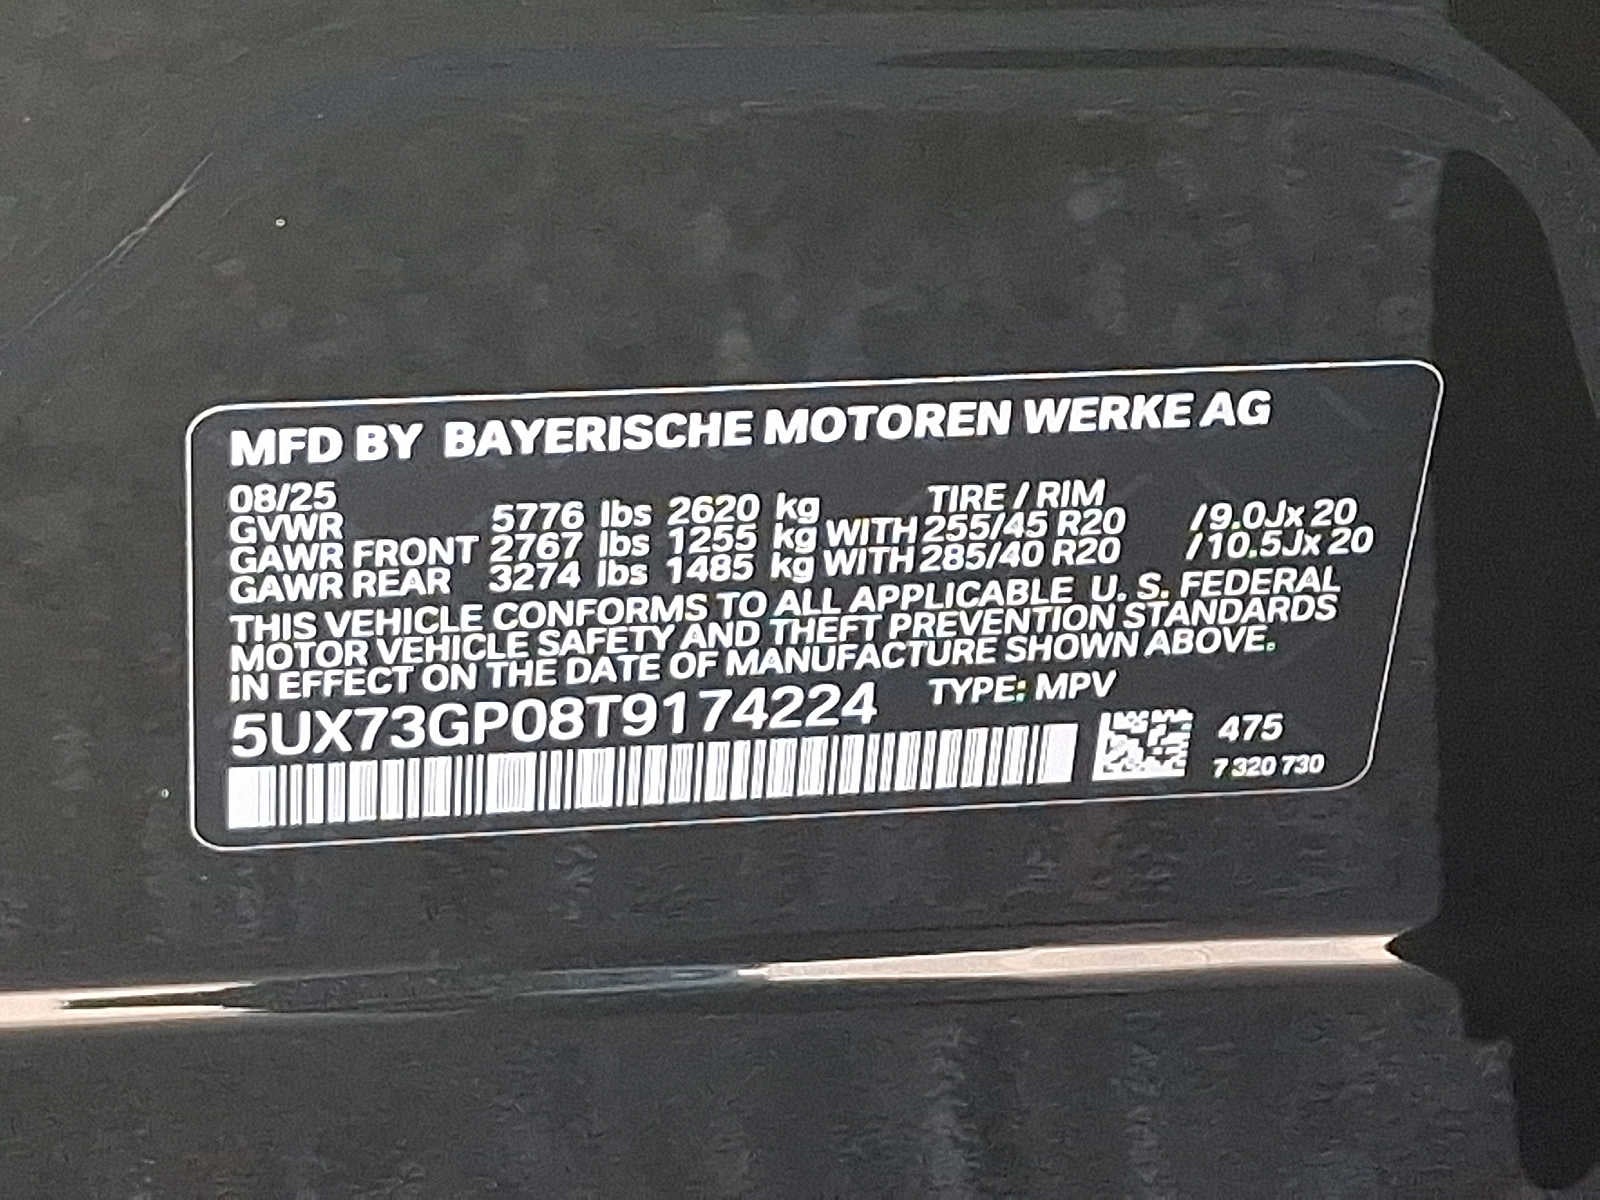 MFD BY BAYERISCHE MOTOREN WERKE AG
08/25 TIRE / RIM
GVWR 5776 lbs 2620 kg
GAWR FRONT 2767 lbs 1255 kg WITH 255/45 R20 /9.0Jx 20
GAWR REAR 3274 lbs 1485 kg WITH 285/40 R20 /10.5Jx 20
THIS VEHICLE CONFORMS TO ALL APPLICABLE U. S. FEDERAL
MOTOR VEHICLE SAFETY AND THEFT PREVENTION STANDARDS
IN EFFECT ON THE DATE OF MANUFACTURE SHOWN ABOVE.
5UX73GP08T9174224 TYPE: MPV
475
7 320 730